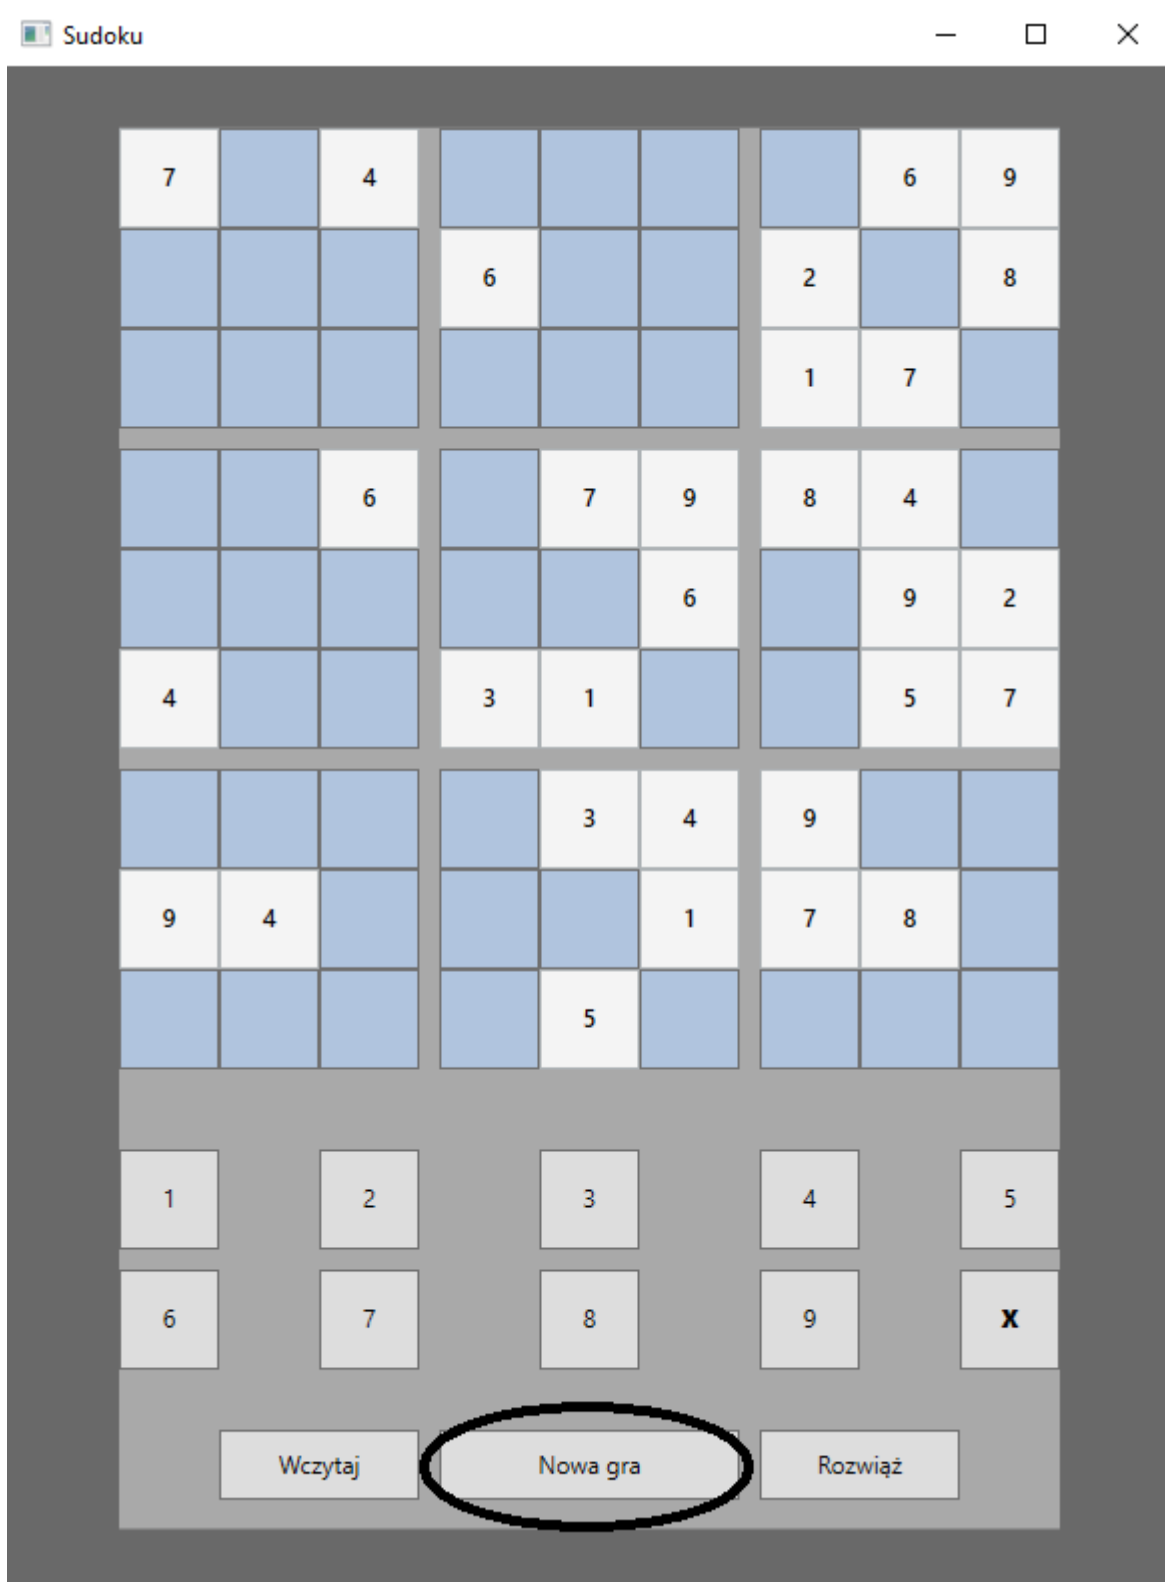 Sudoku
7 4 6 9
6 2 8
1 7
6 7 9 8 4
6 9 2
4 3 1 5 7
3 4 9
9 4 1 7 8
5
1 2 3 4 5
6 7 8 9 X
Wczytaj Nowa gra Rozwiąż